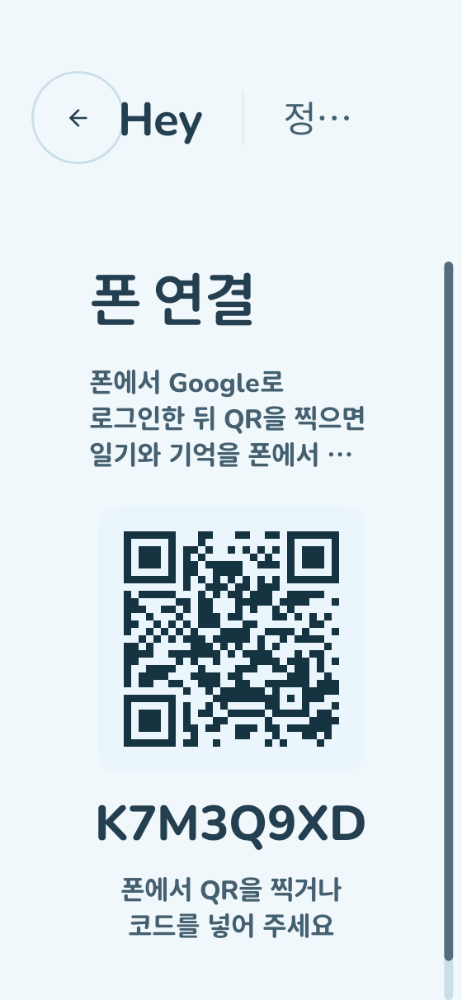 Hey
정…
폰 연결
폰에서 Google로
로그인한 뒤 QR을 찍으면
일기와 기억을 폰에서 …
K7M3Q9XD
폰에서 QR을 찍거나
코드를 넣어 주세요